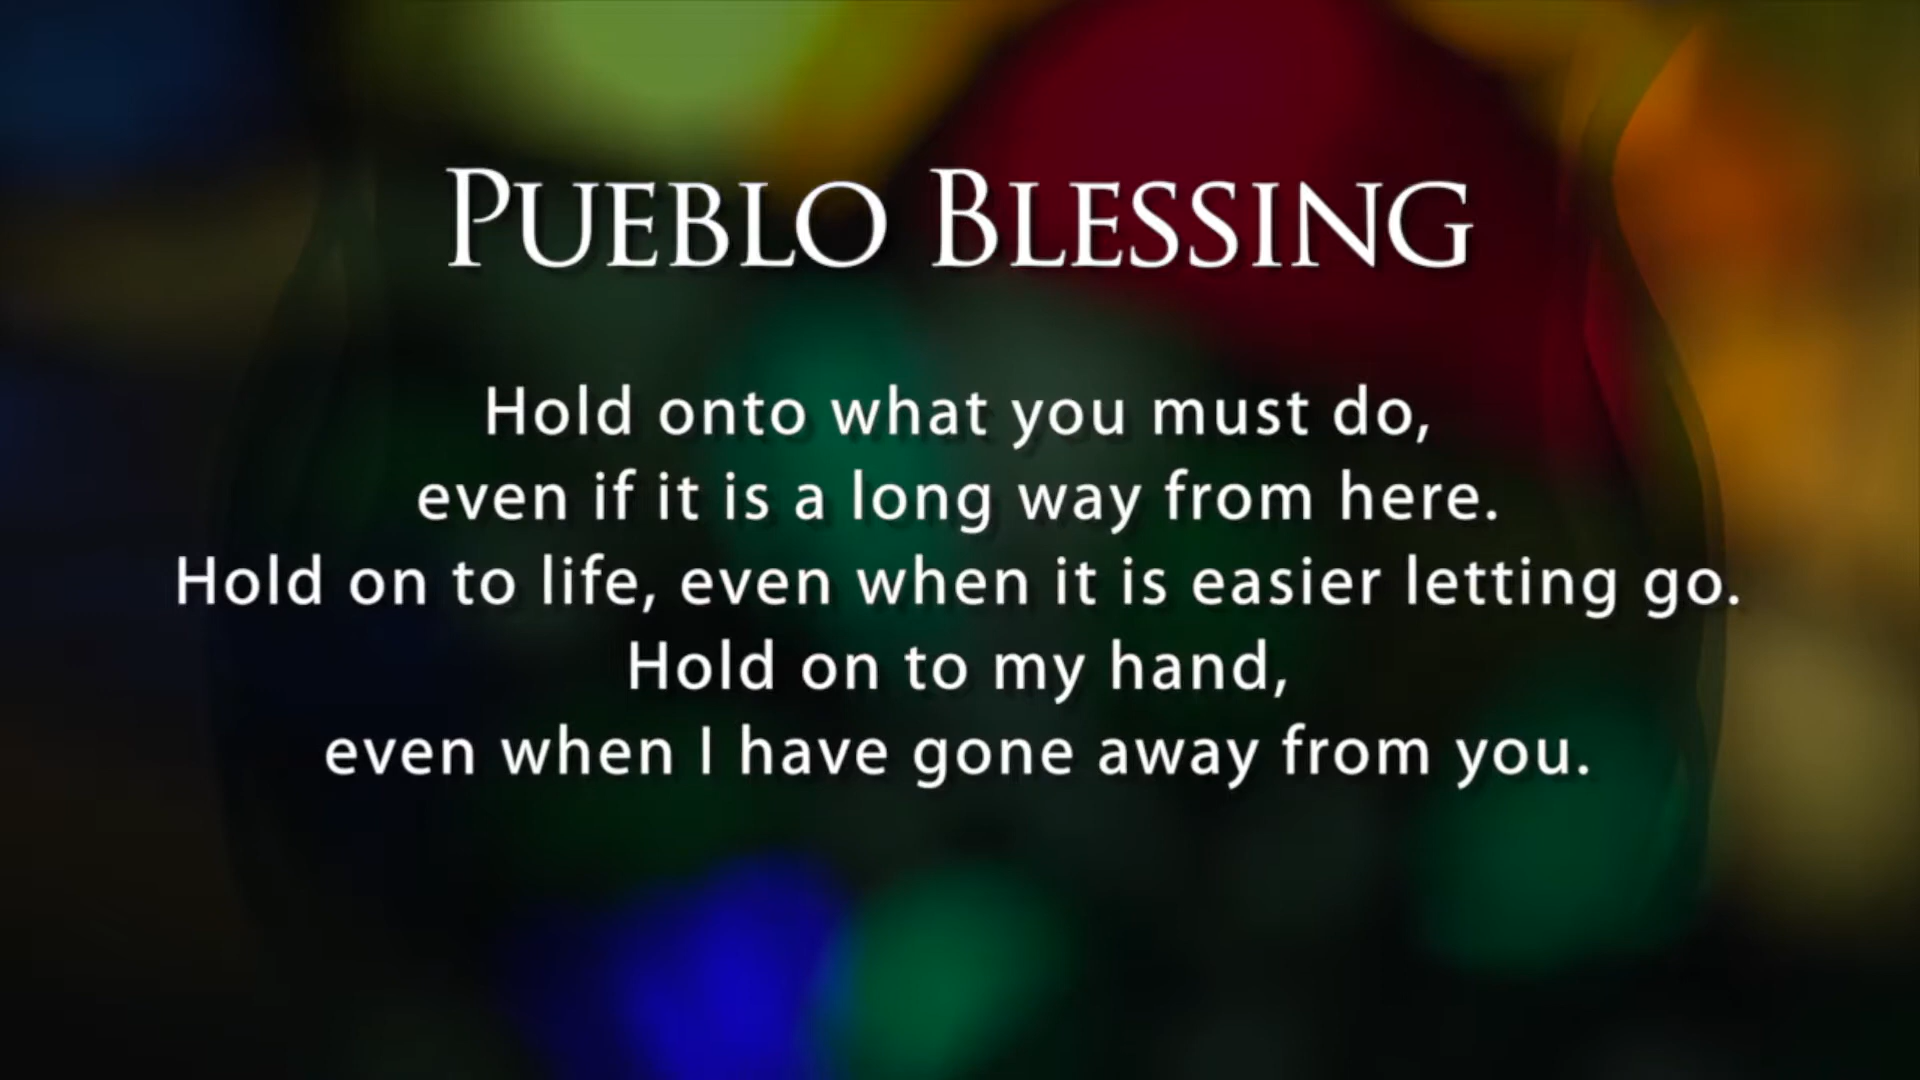 PUEBLO BLESSING
Hold onto what you must do,
even if it is a long way from here.
Hold on to life, even when it is easier letting go.
Hold on to my hand,
even when I have gone away from you.